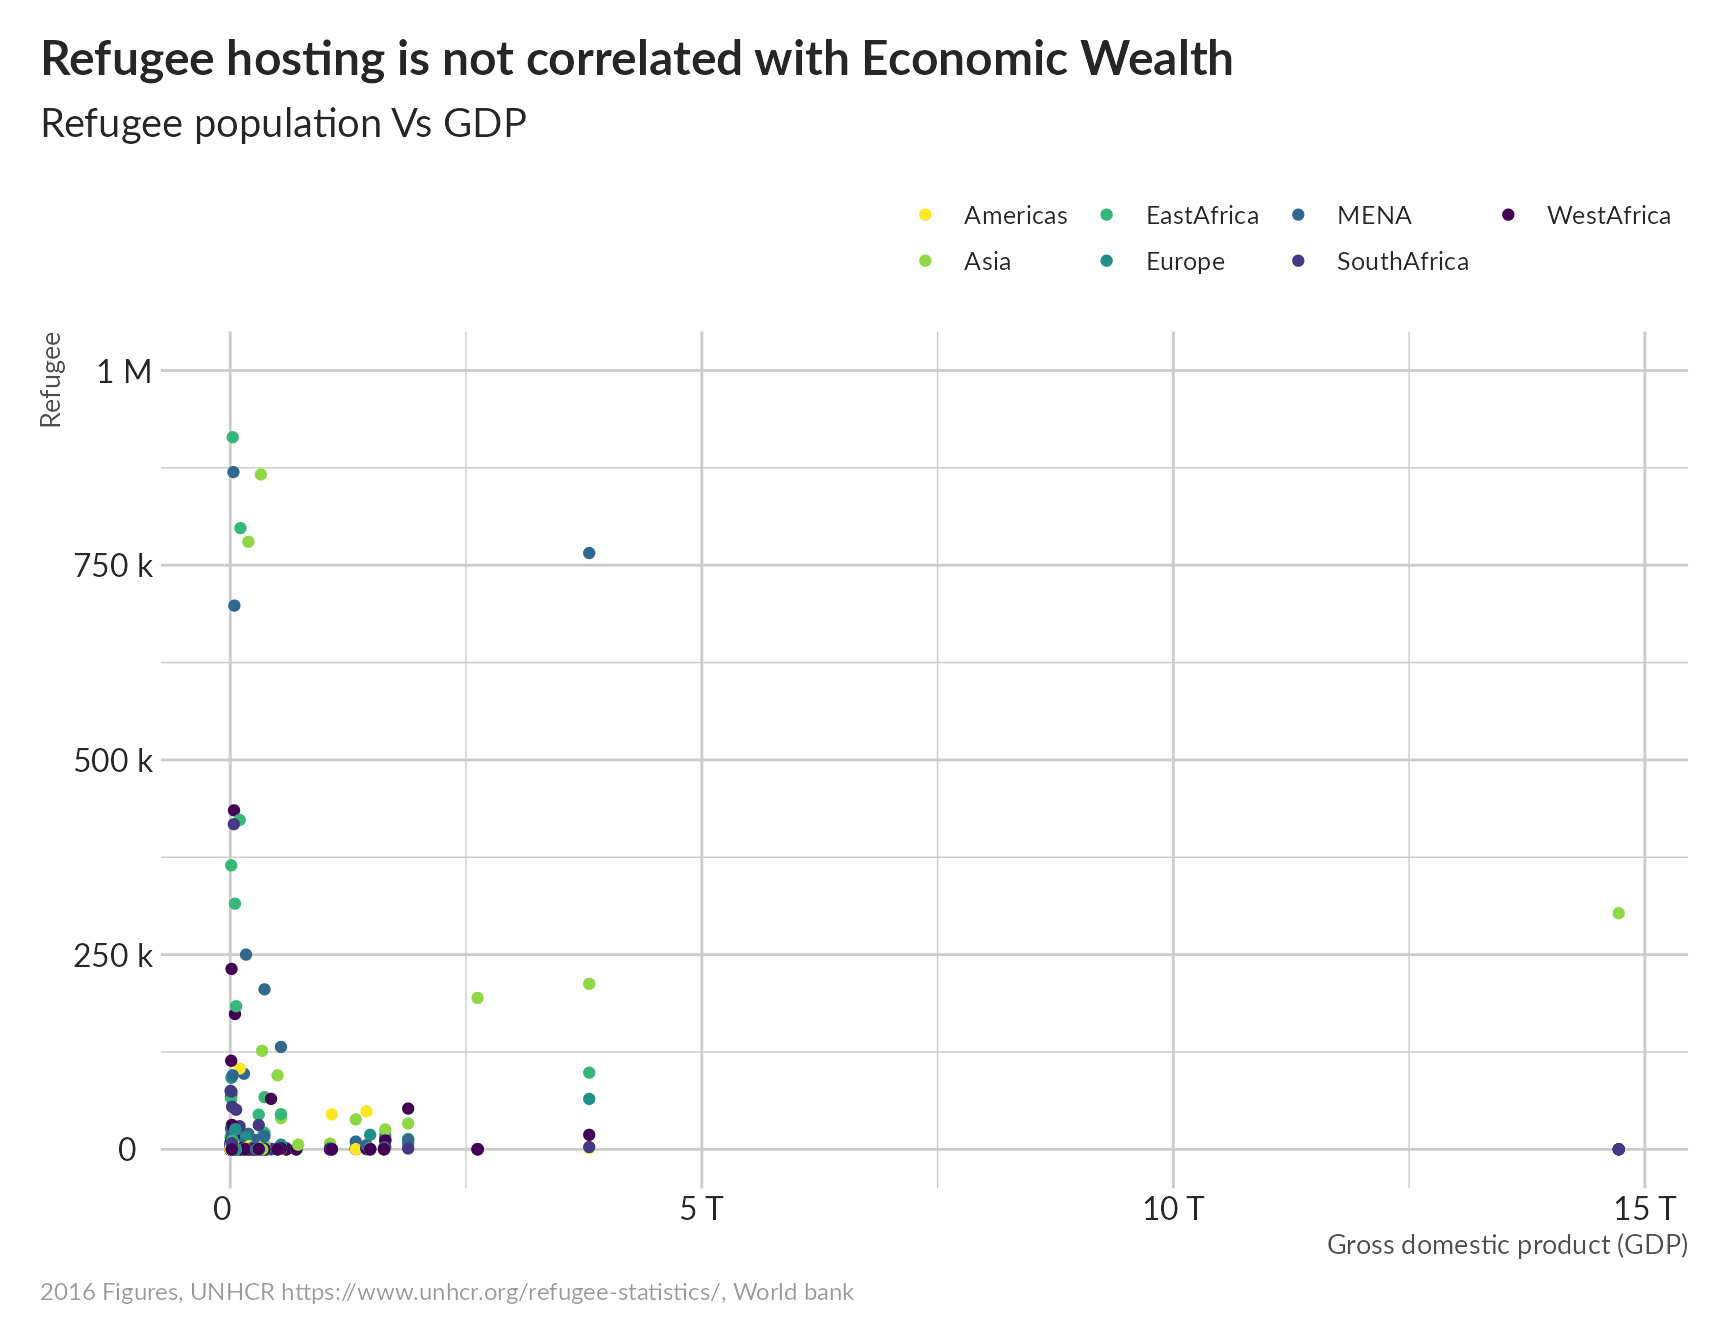 Refugee hosting is not correlated with Economic Wealth
Refugee population Vs GDP
Americas EastAfrica MENA WestAfrica
Asia Europe SouthAfrica
Refugee
1 M
750 k
500 k
250 k
0
0 5 T 10 T 15 T
Gross domestic product (GDP)
2016 Figures, UNHCR https://www.unhcr.org/refugee-statistics/, World bank